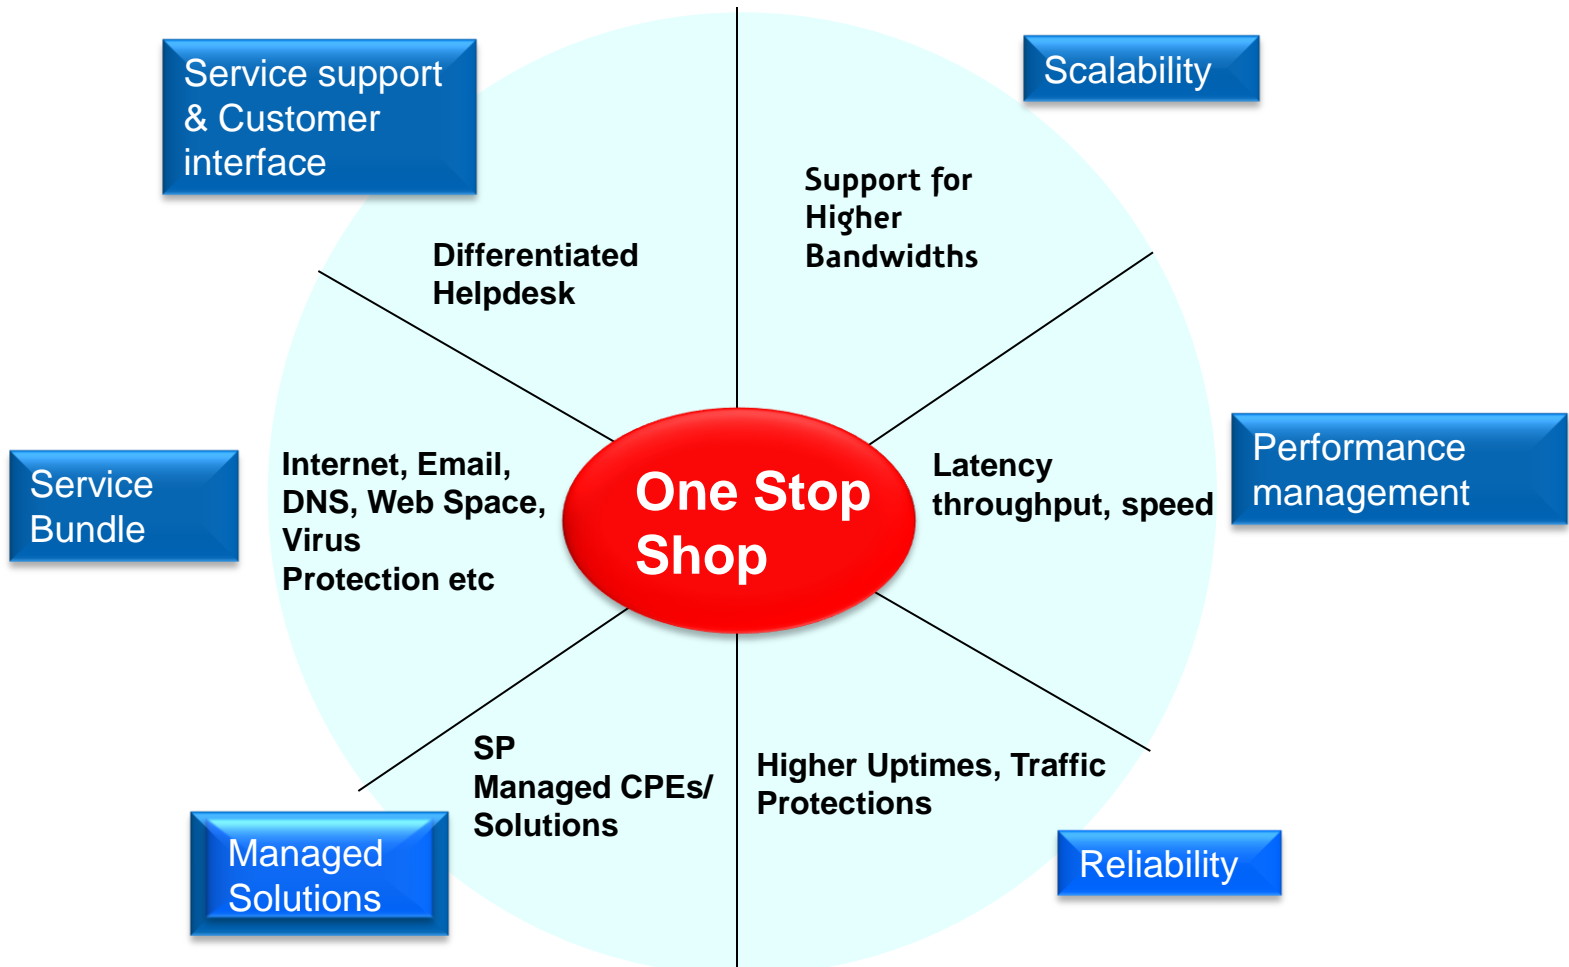 Service support
& Customer
interface
Scalability
Support for
Higher
Bandwidths
Differentiated
Helpdesk
Performance
management
Latency
throughput, speed
One Stop
Shop
Internet, Email,
DNS, Web Space,
Virus
Protection etc
Service
Bundle
SP
Managed CPEs/
Solutions
Higher Uptimes, Traffic
Protections
Managed
Solutions
Reliability